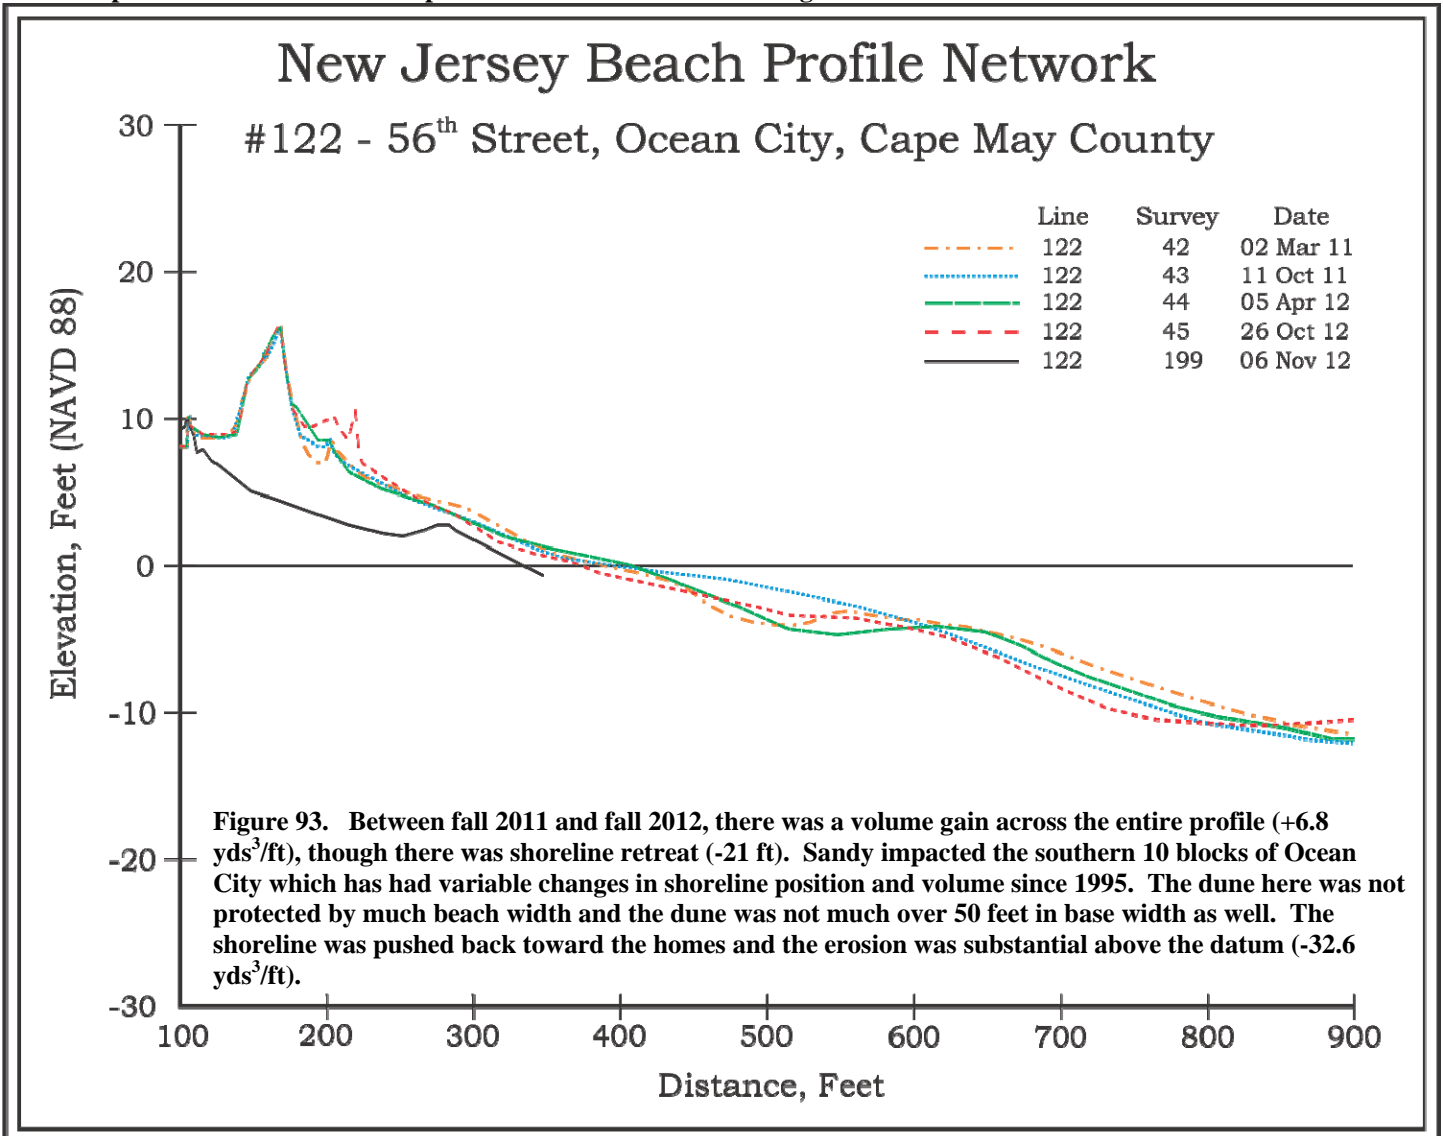 New Jersey Beach Profile Network
#122 - 56th Street, Ocean City, Cape May County
Line Survey Date
122 42 02 Mar 11
122 43 11 Oct 11
122 44 05 Apr 12
122 45 26 Oct 12
122 199 06 Nov 12
Elevation, Feet (NAVD 88)
30
20
10
0
-10
-20
-30
Figure 93. Between fall 2011 and fall 2012, there was a volume gain across the entire profile (+6.8
yds3/ft), though there was shoreline retreat (-21 ft). Sandy impacted the southern 10 blocks of Ocean
City which has had variable changes in shoreline position and volume since 1995. The dune here was not
protected by much beach width and the dune was not much over 50 feet in base width as well. The
shoreline was pushed back toward the homes and the erosion was substantial above the datum (-32.6
yds3/ft).
100 200 300 400 500 600 700 800 900
Distance, Feet